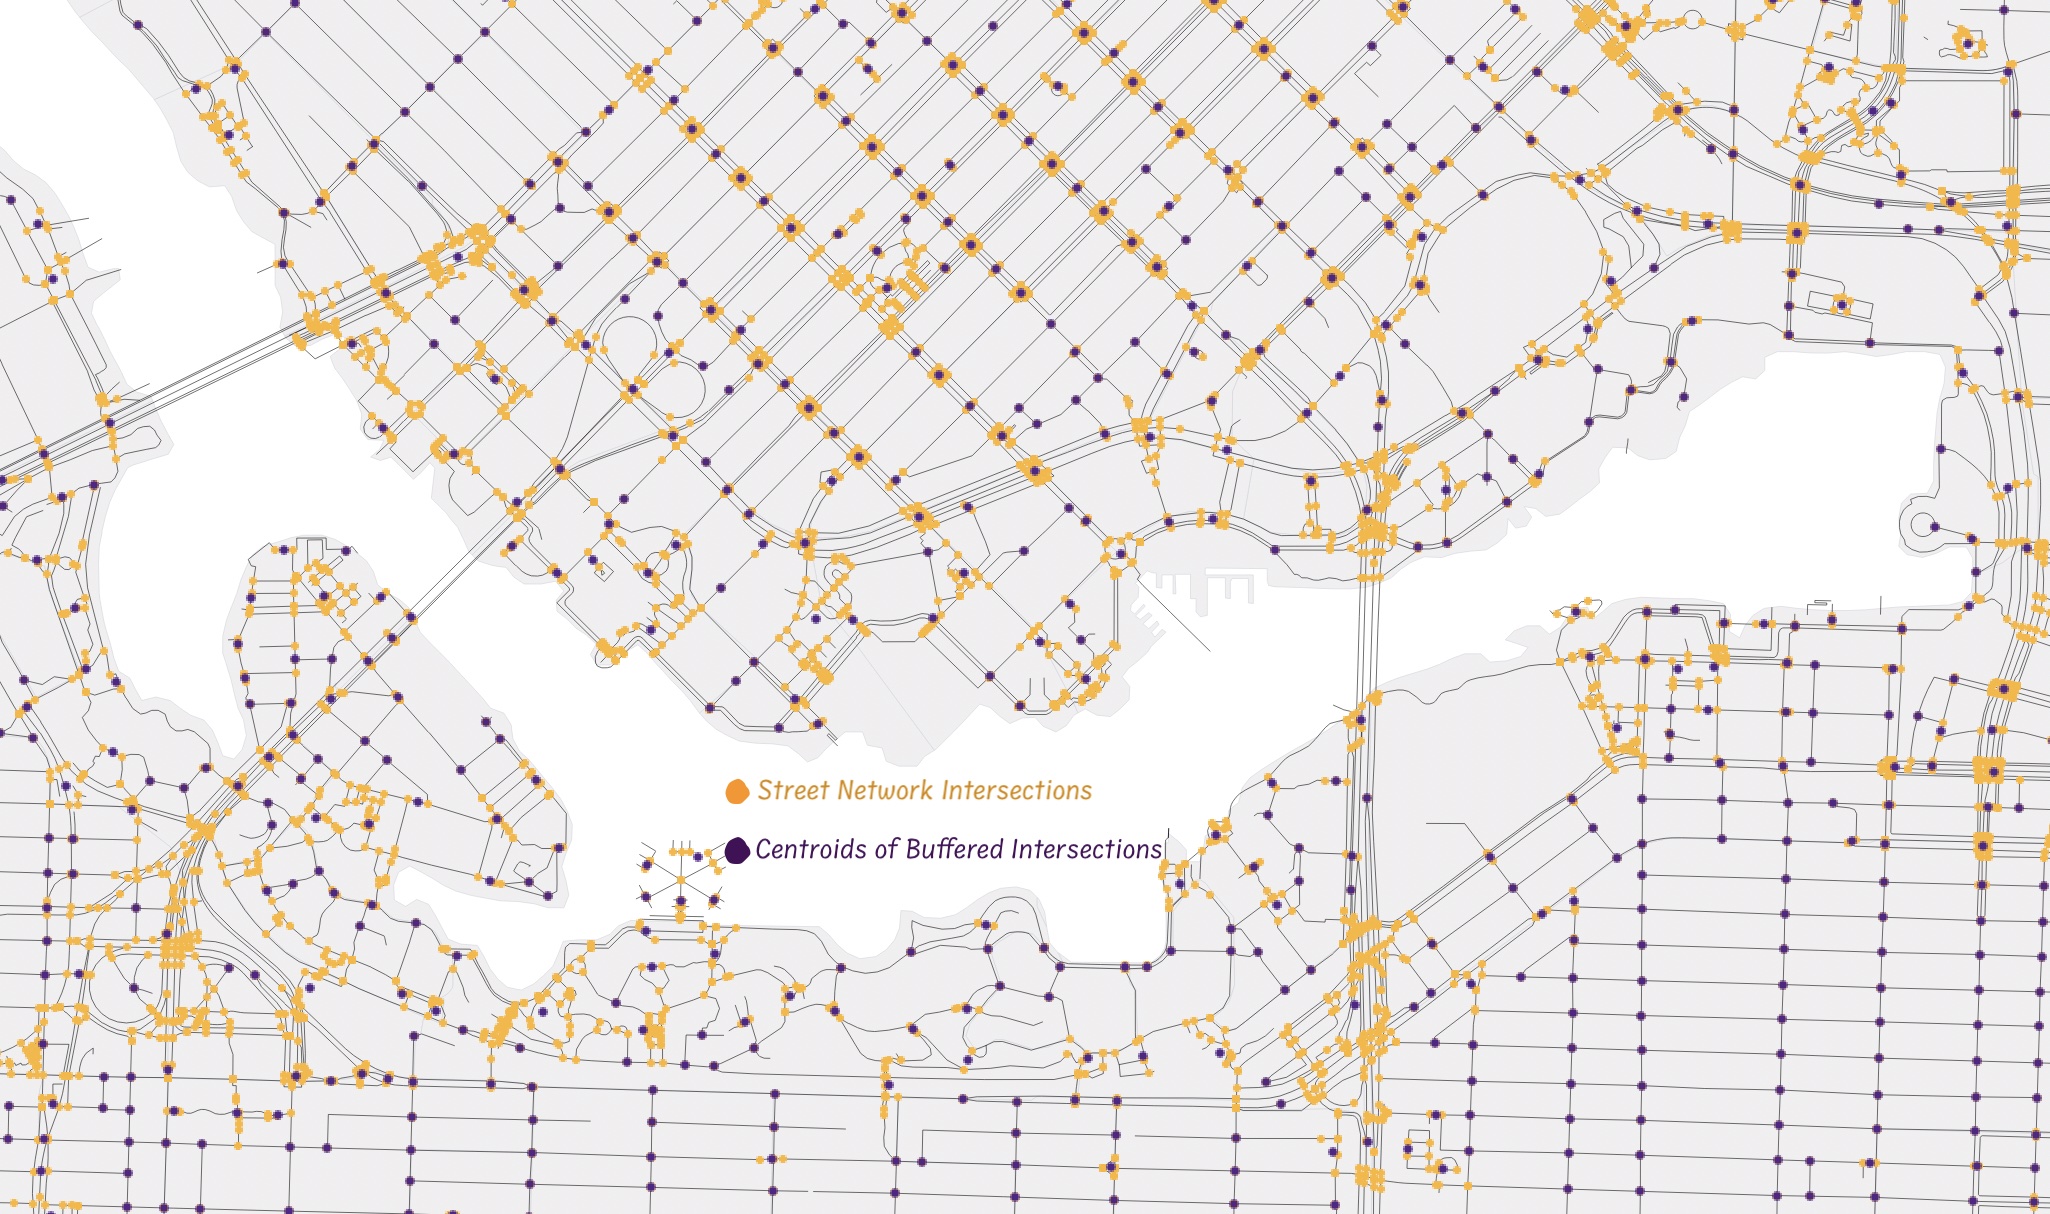 Street Network Intersections
Centroids of Buffered Intersections